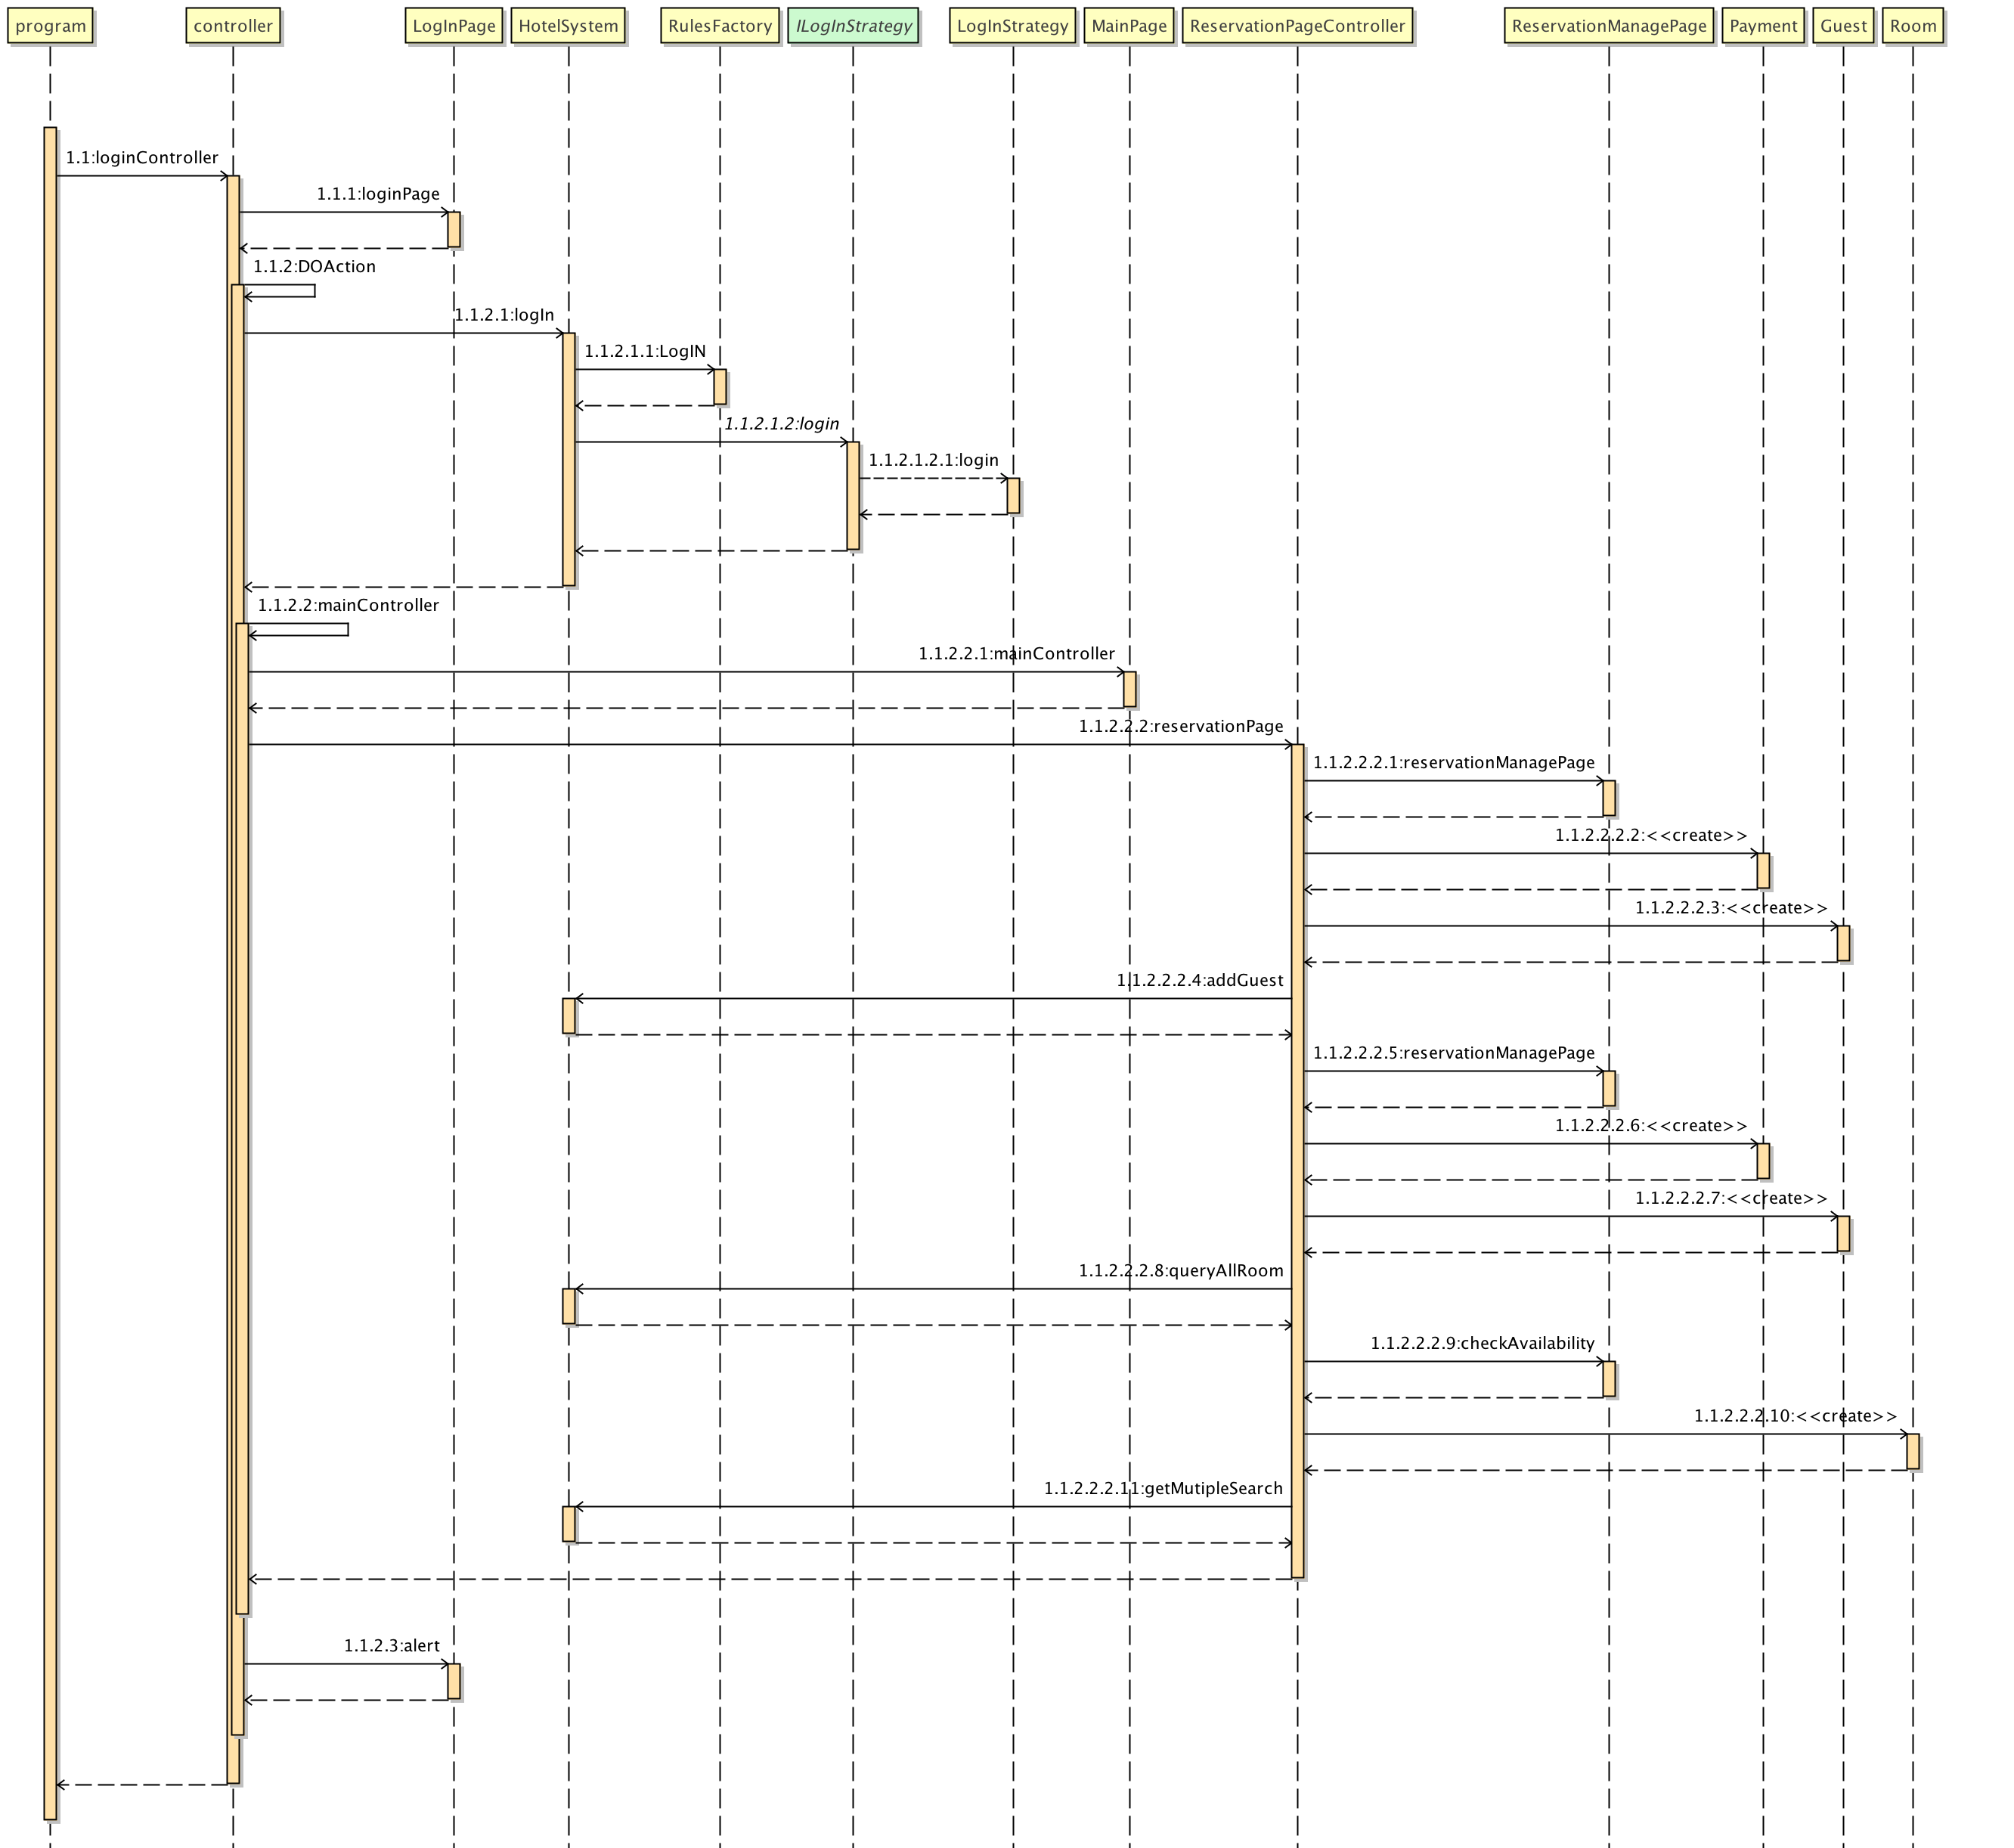 program controller LogInPage HotelSystem RulesFactory ILogInStrategy LogInStrategy MainPage ReservationPageController ReservationManagePage Payment Guest Room
1.1:loginController
1.1.1:loginPage
1.1.2:DOAction
1.1.2.1:logIn
1.1.2.1.1:LogIN
1.1.2.1.2:login
1.1.2.1.2.1:login
1.1.2.2:mainController
1.1.2.2.1:mainController
1.1.2.2.2:reservationPage
1.1.2.2.2.1:reservationManagePage
1.1.2.2.2.2:<<create>>
1.1.2.2.2.3:<<create>>
1.1.2.2.2.4:addGuest
1.1.2.2.2.5:reservationManagePage
1.1.2.2.2.6:<<create>>
1.1.2.2.2.7:<<create>>
1.1.2.2.2.8:queryAllRoom
1.1.2.2.2.9:checkAvailability
1.1.2.2.2.10:<<create>>
1.1.2.2.2.11:getMutipleSearch
1.1.2.3:alert